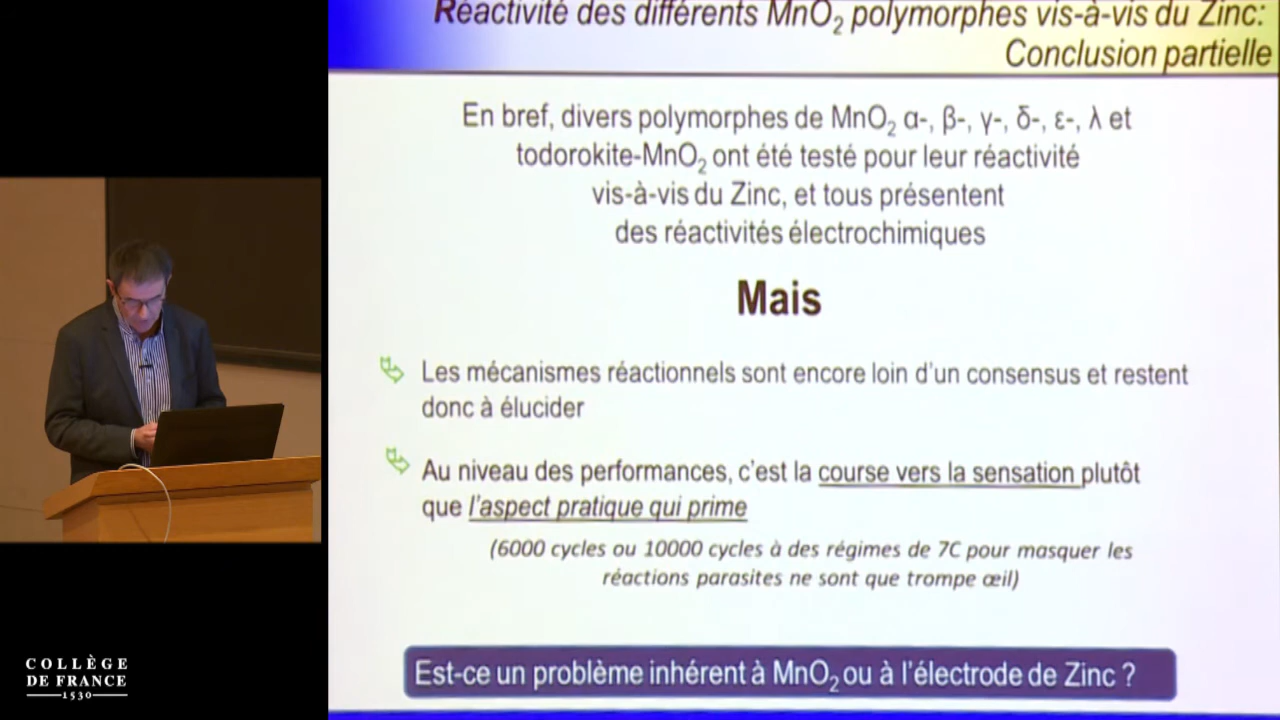 Réactivité des différents MnO₂ polymorphes vis-à-vis du Zinc:
Conclusion partielle
En bref, divers polymorphes de MnO₂ α-, β-, γ-, δ-, ε-, λ et
todorokite-MnO₂ ont été testé pour leur réactivité
vis-à-vis du Zinc, et tous présentent
des réactivités électrochimiques
Mais
Les mécanismes réactionnels sont encore loin d'un consensus et restent
donc à élucider
Au niveau des performances, c'est la course vers la sensation plutôt
que l'aspect pratique qui prime
(6000 cycles ou 10000 cycles à des régimes de 7C pour masquer les
réactions parasites ne sont que trompe œil)
Est-ce un problème inhérent à MnO₂ ou à l'électrode de Zinc ?
COLLÈGE
DE FRANCE
1530